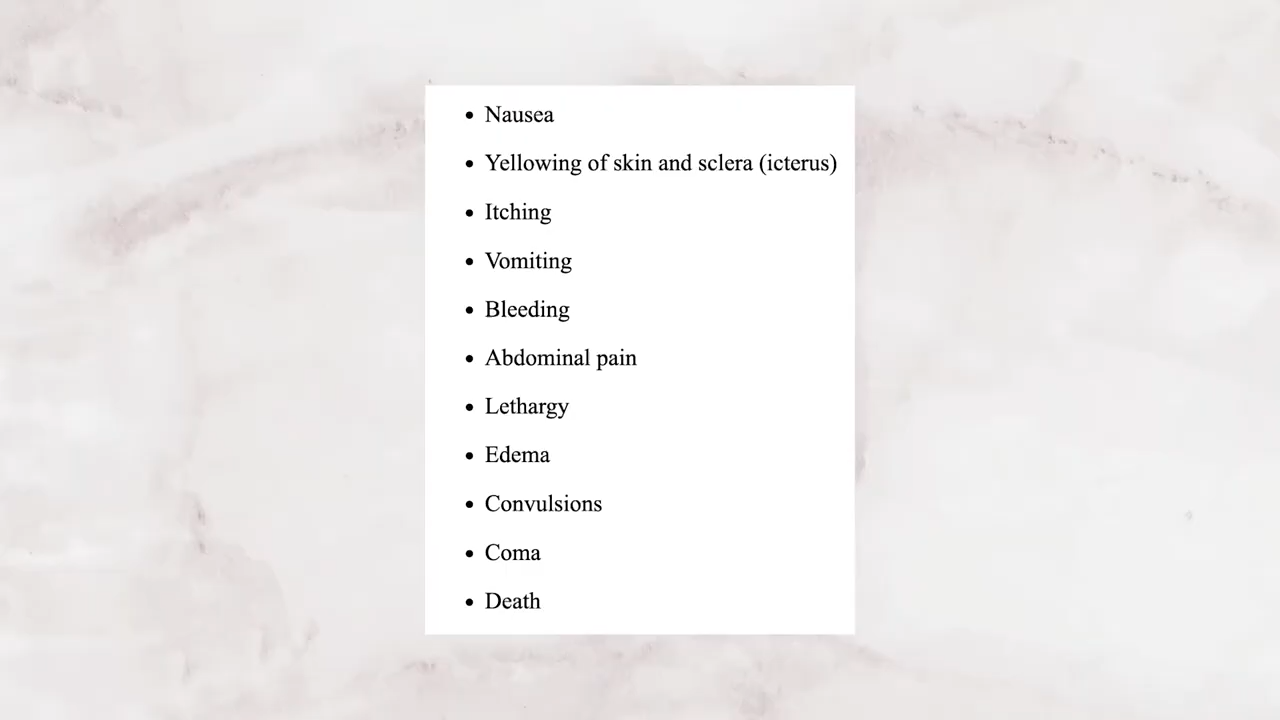 • Nausea
• Yellowing of skin and sclera (icterus)
• Itching
• Vomiting
• Bleeding
• Abdominal pain
• Lethargy
• Edema
• Convulsions
• Coma
• Death